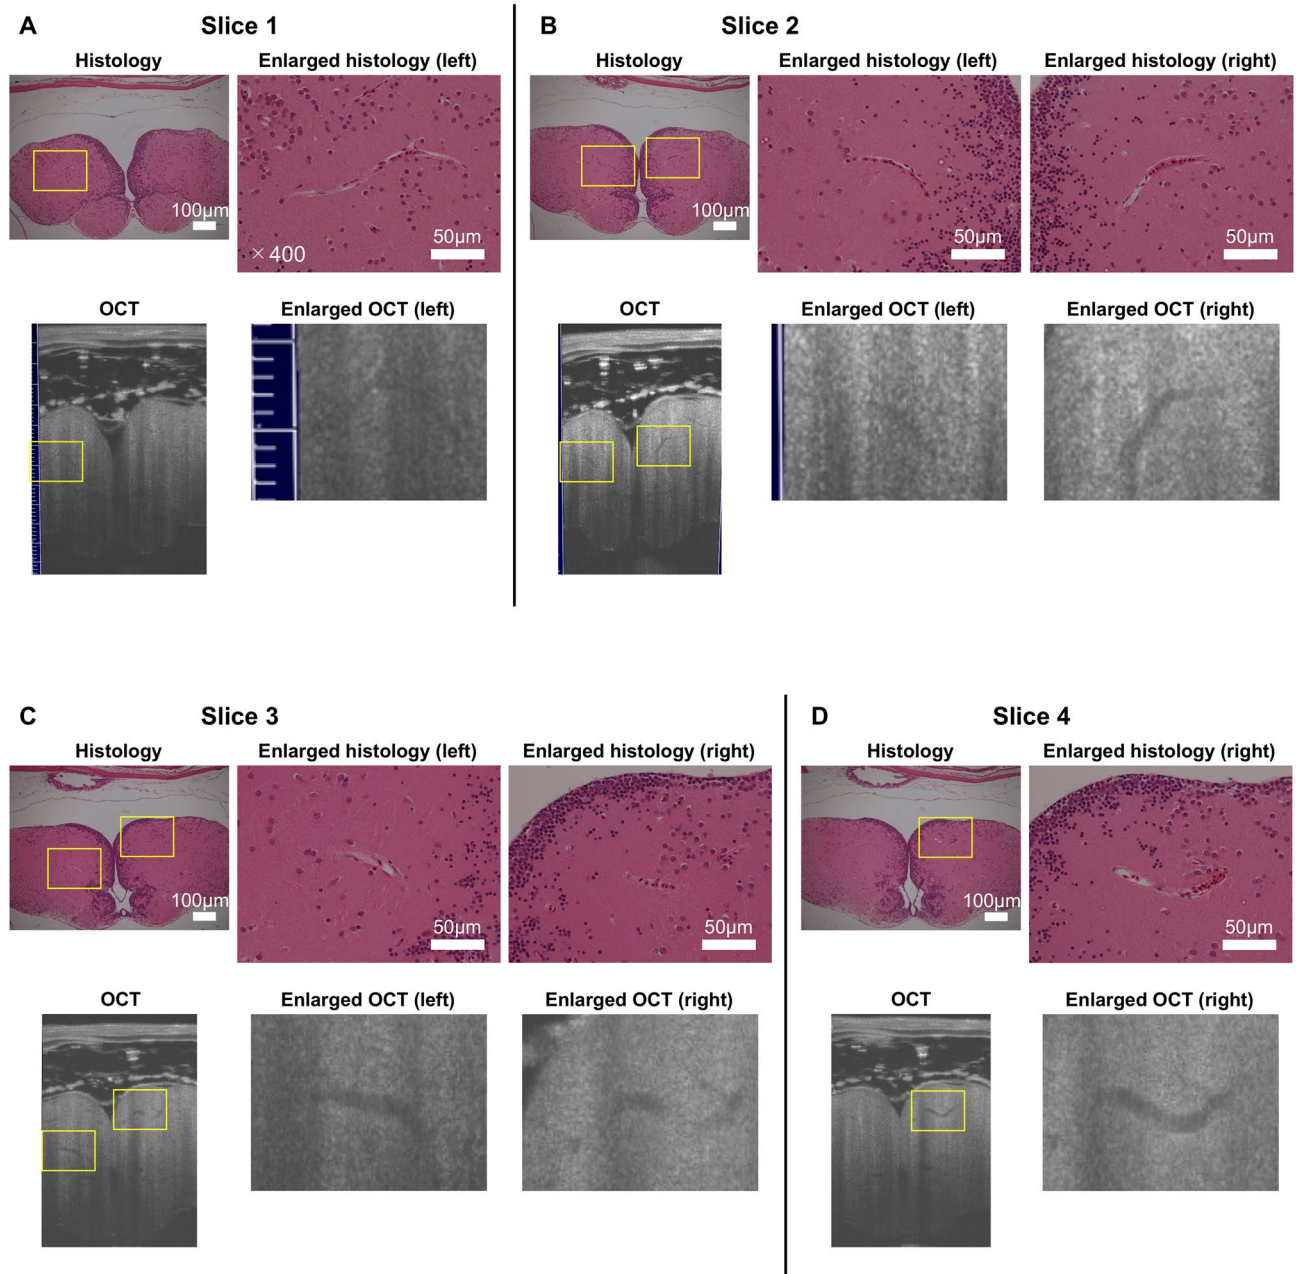 A Slice 1
Histology Enlarged histology (left)
100µm
×400 50µm
OCT Enlarged OCT (left)
B Slice 2
Histology Enlarged histology (left) Enlarged histology (right)
100µm 50µm 50µm
OCT Enlarged OCT (left) Enlarged OCT (right)
C Slice 3
Histology Enlarged histology (left) Enlarged histology (right)
100µm 50µm 50µm
OCT Enlarged OCT (left) Enlarged OCT (right)
D Slice 4
Histology Enlarged histology (right)
100µm 50µm
OCT Enlarged OCT (right)